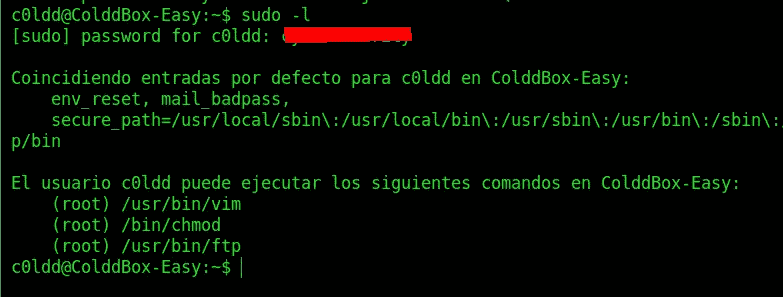 c0ldd@ColddBox-Easy:~$ sudo -l
[sudo] password for c0ldd:
Coincidiendo entradas por defecto para c0ldd en ColddBox-Easy:
env_reset, mail_badpass,
secure_path=/usr/local/sbin\:/usr/local/bin\:/usr/sbin\:/usr/bin\:/sbin\:
p/bin
El usuario c0ldd puede ejecutar los siguientes comandos en ColddBox-Easy:
(root) /usr/bin/vim
(root) /bin/chmod
(root) /usr/bin/ftp
c0ldd@ColddBox-Easy:~$